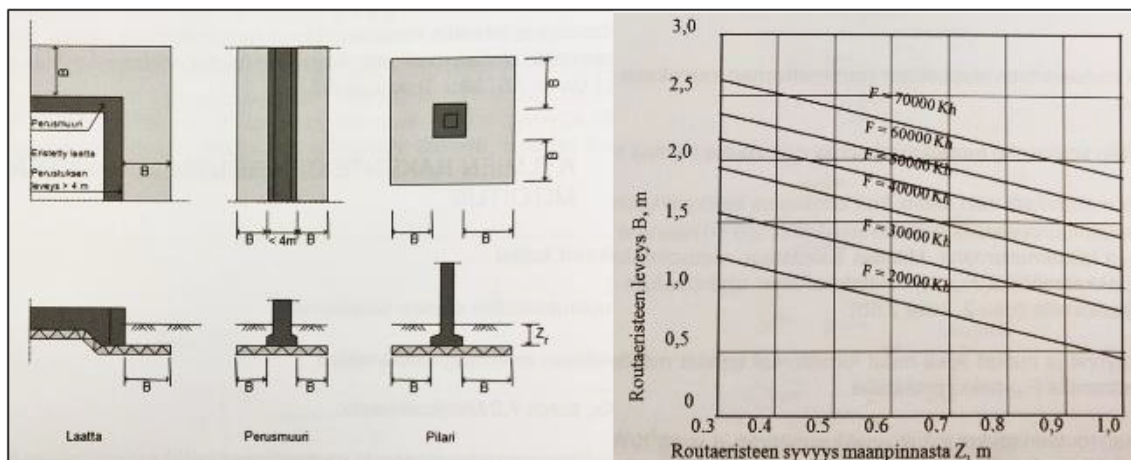 B
Perusmuuri
Eristetty laatta
Perustuksen
leveys > 4 m
B
B < 4m B
B
B
B B
B
B B
B B
Zr
Laatta
Perusmuuri
Pilari
Routaeristeen leveys B, m
3,0
2,5
2,0
1,5
1,0
0,5
0
F = 70000 Kh
F = 60000 Kh
F = 50000 Kh
F = 40000 Kh
F = 30000 Kh
F = 20000 Kh
0.3 0,4 0,5 0.6 0.7 0,8 0,9 1,0
Routaeristeen syvyys maanpinnasta Z, m